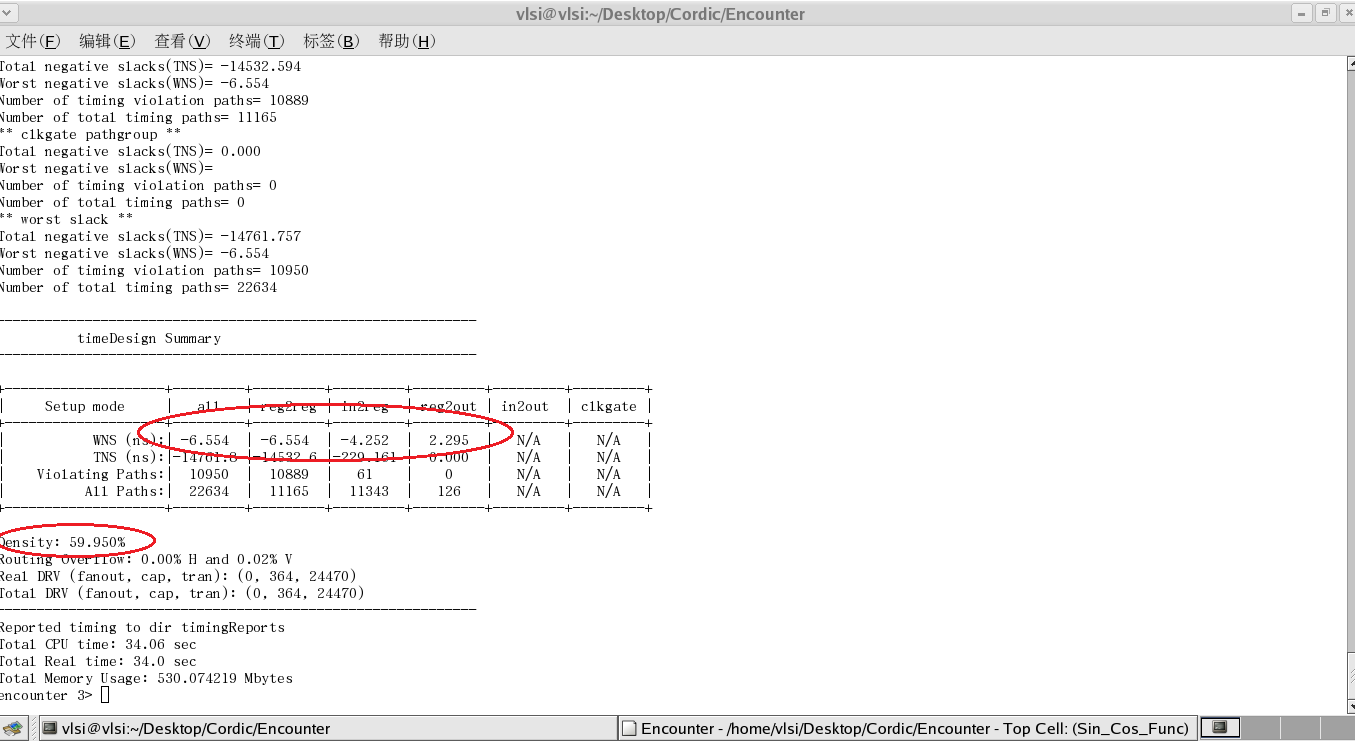 vlsi@vlsi:~/Desktop/Cordic/Encounter
文件(F) 编辑(E) 查看(V) 终端(T) 标签(B) 帮助(H)
Total negative slacks(TNS)= -14532.594
Worst negative slacks(WNS)= -6.554
Number of timing violation paths= 10889
Number of total timing paths= 11165
** clkgate pathgroup **
Total negative slacks(TNS)= 0.000
Worst negative slacks(WNS)=
Number of timing violation paths= 0
Number of total timing paths= 0
** worst slack **
Total negative slacks(TNS)= -14761.757
Worst negative slacks(WNS)= -6.554
Number of timing violation paths= 10950
Number of total timing paths= 22634
------------------------------------------------------------
timeDesign Summary
------------------------------------------------------------
+--------------------+---------+---------+---------+---------+---------+---------+
| Setup mode | all | reg2reg | in2reg | reg2out | in2out | clkgate |
+--------------------+---------+---------+---------+---------+---------+---------+
| WNS (ns):| -6.554 | -6.554 | -4.252 | 2.295 | N/A | N/A |
| TNS (ns):|-14761.8 |-14532.6 |-229.161 | 0.000 | N/A | N/A |
| Violating Paths:| 10950 | 10889 | 61 | 0 | N/A | N/A |
| All Paths:| 22634 | 11165 | 11343 | 126 | N/A | N/A |
+--------------------+---------+---------+---------+---------+---------+---------+
Density: 59.950%
Routing Overflow: 0.00% H and 0.02% V
Real DRV (fanout, cap, tran): (0, 364, 24470)
Total DRV (fanout, cap, tran): (0, 364, 24470)
------------------------------------------------------------
Reported timing to dir timingReports
Total CPU time: 34.06 sec
Total Real time: 34.0 sec
Total Memory Usage: 530.074219 Mbytes
encounter 3>
vlsi@vlsi:~/Desktop/Cordic/Encounter
Encounter - /home/vlsi/Desktop/Cordic/Encounter - Top Cell: (Sin_Cos_Func)